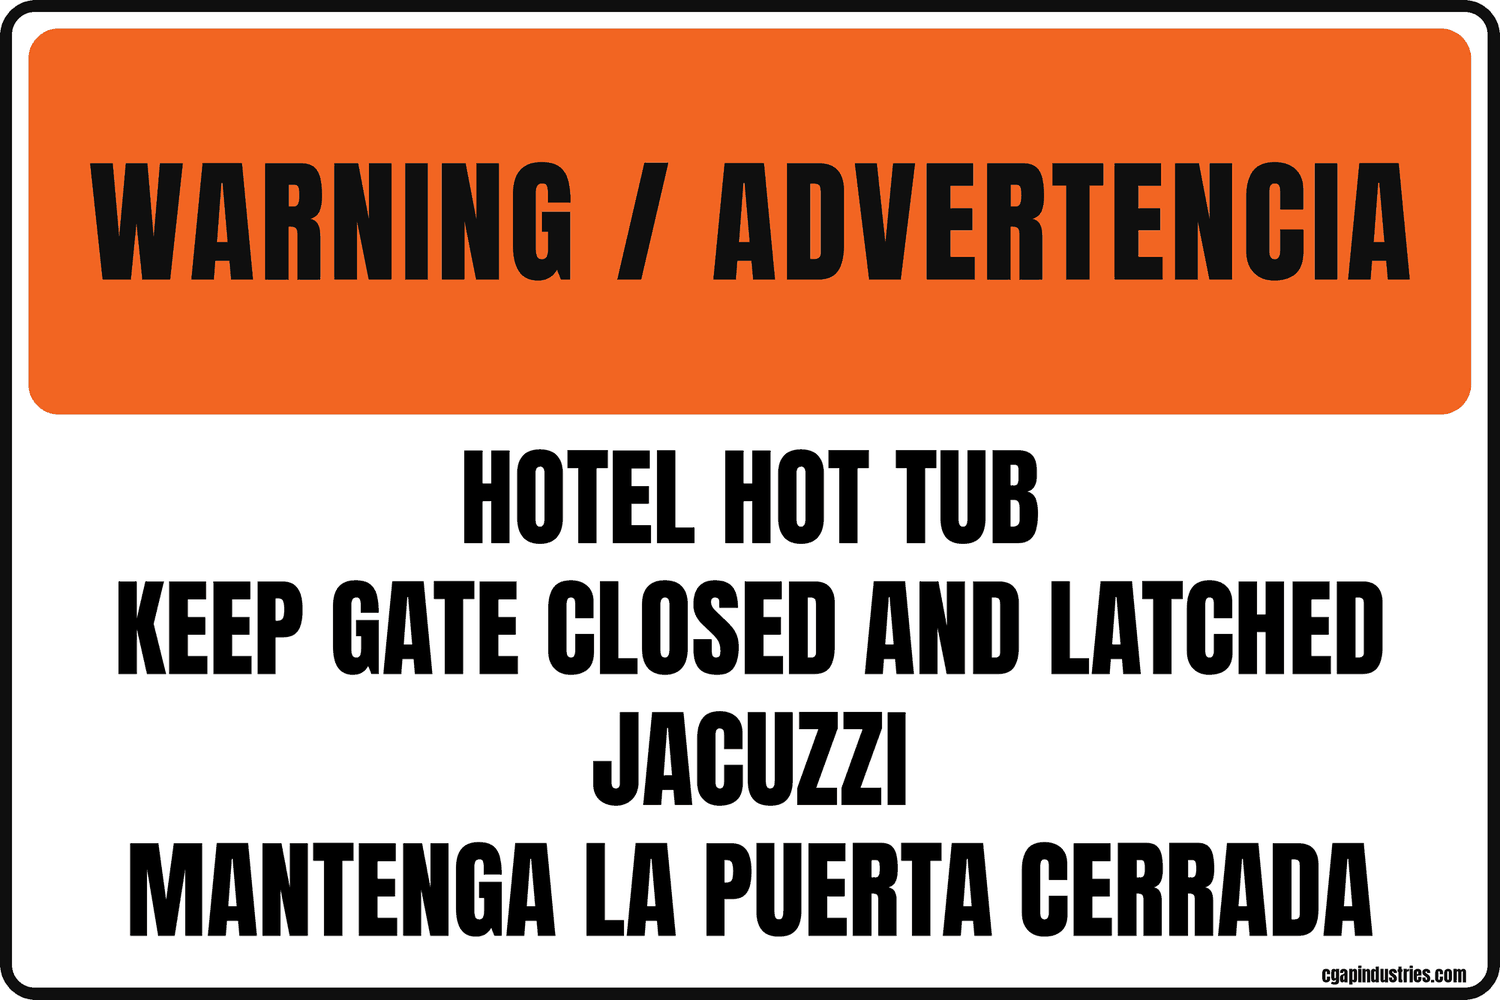 WARNING / ADVERTENCIA
HOTEL HOT TUB
KEEP GATE CLOSED AND LATCHED
JACUZZI
MANTENGA LA PUERTA CERRADA
cgapindustries.com